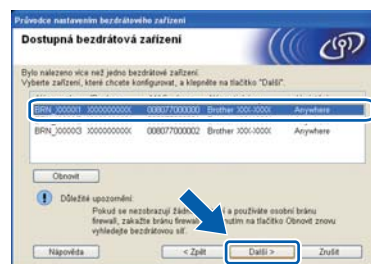 Průvodce nastavením bezdrátového zařízení
Dostupná bezdrátová zařízení
Bylo nalezeno více než jedno bezdrátové zařízení.
Vyberte zařízení, které chcete konfigurovat, a klepněte na tlačítko "Další".
BRN_XXXXX1 XXXXXXXXXX 008077000000 Brother XXX-XXXX Anywhere
BRN_XXXXX3 XXXXXXXXXX 008077000002 Brother XXX-XXXX Anywhere
Obnovit
Důležité upozornění:
Pokud se nezobrazují a používáte osobní bránu
firewall, zakažte bránu na tlačítko Obnovit znovu
vyhledejte bezdrátovou síť.
Nápověda
< Zpět
Další >
Zrušit